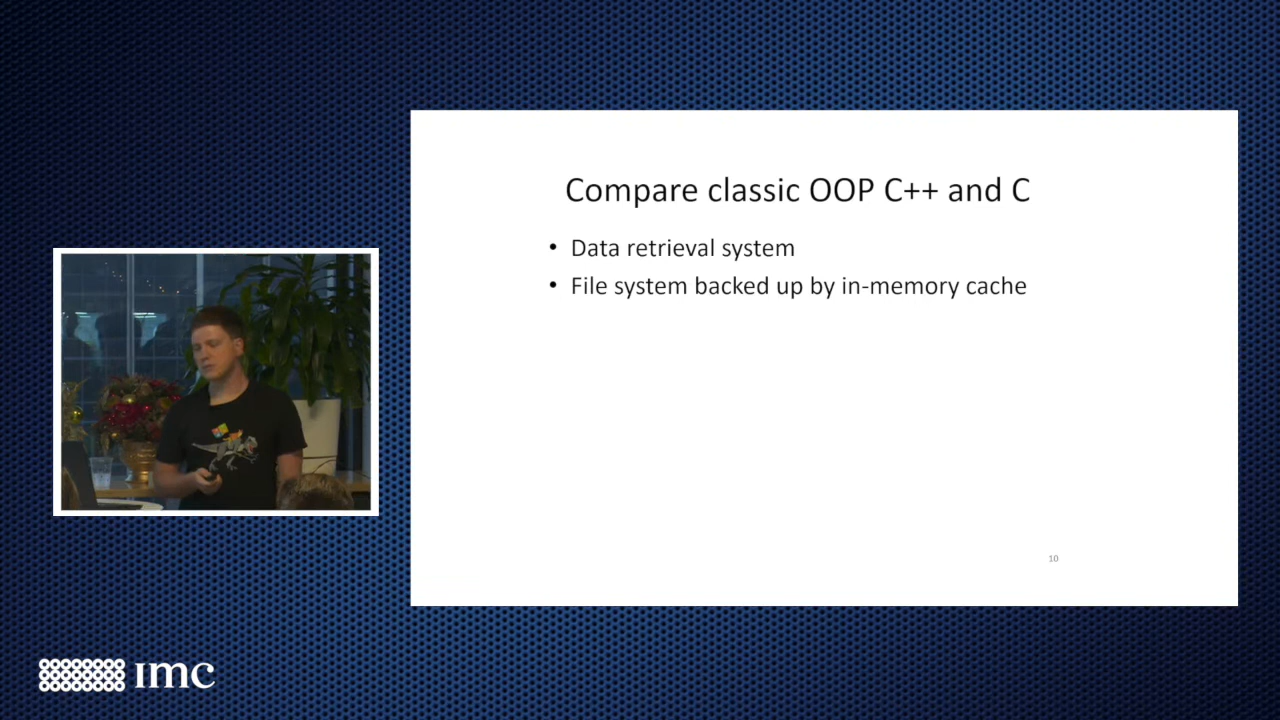 Compare classic OOP C++ and C
• Data retrieval system
• File system backed up by in-memory cache
10
imc